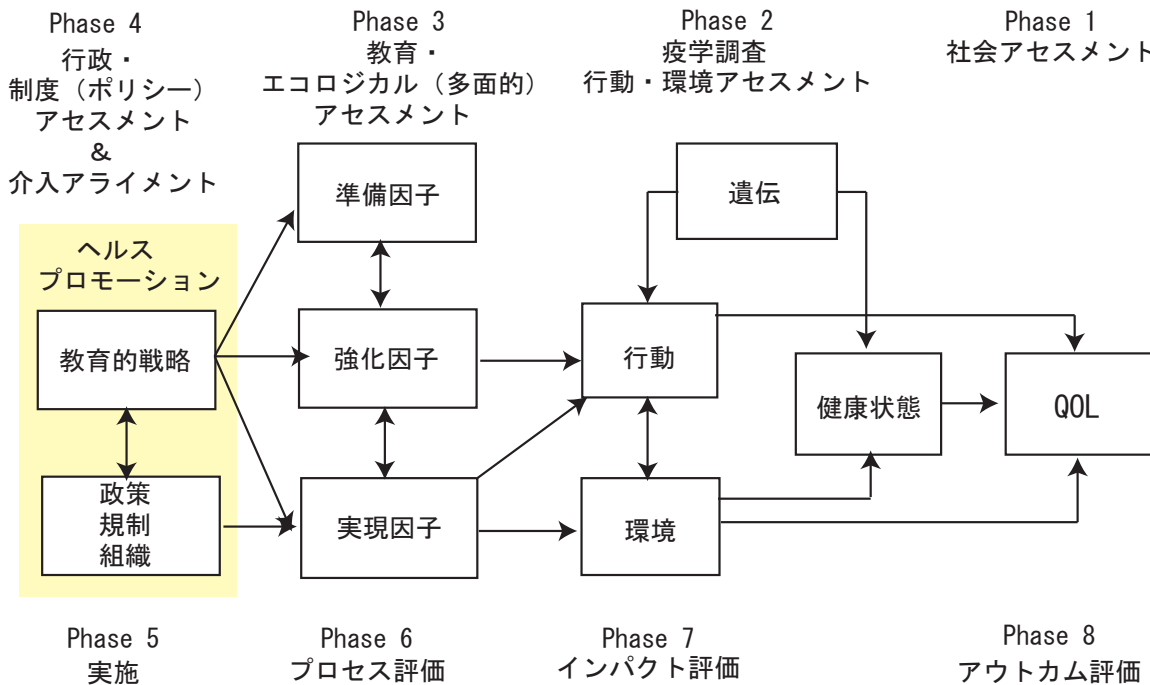 Phase 4
行政・
制度（ポリシー）
アセスメント
&
介入アライメント
Phase 3
教育・
エコロジカル（多面的）
アセスメント
Phase 2
疫学調査
行動・環境アセスメント
Phase 1
社会アセスメント
準備因子
遺伝
ヘルス
プロモーション
教育的戦略
強化因子
行動
健康状態
QOL
政策
規制
組織
実現因子
環境
Phase 5
実施
Phase 6
プロセス評価
Phase 7
インパクト評価
Phase 8
アウトカム評価